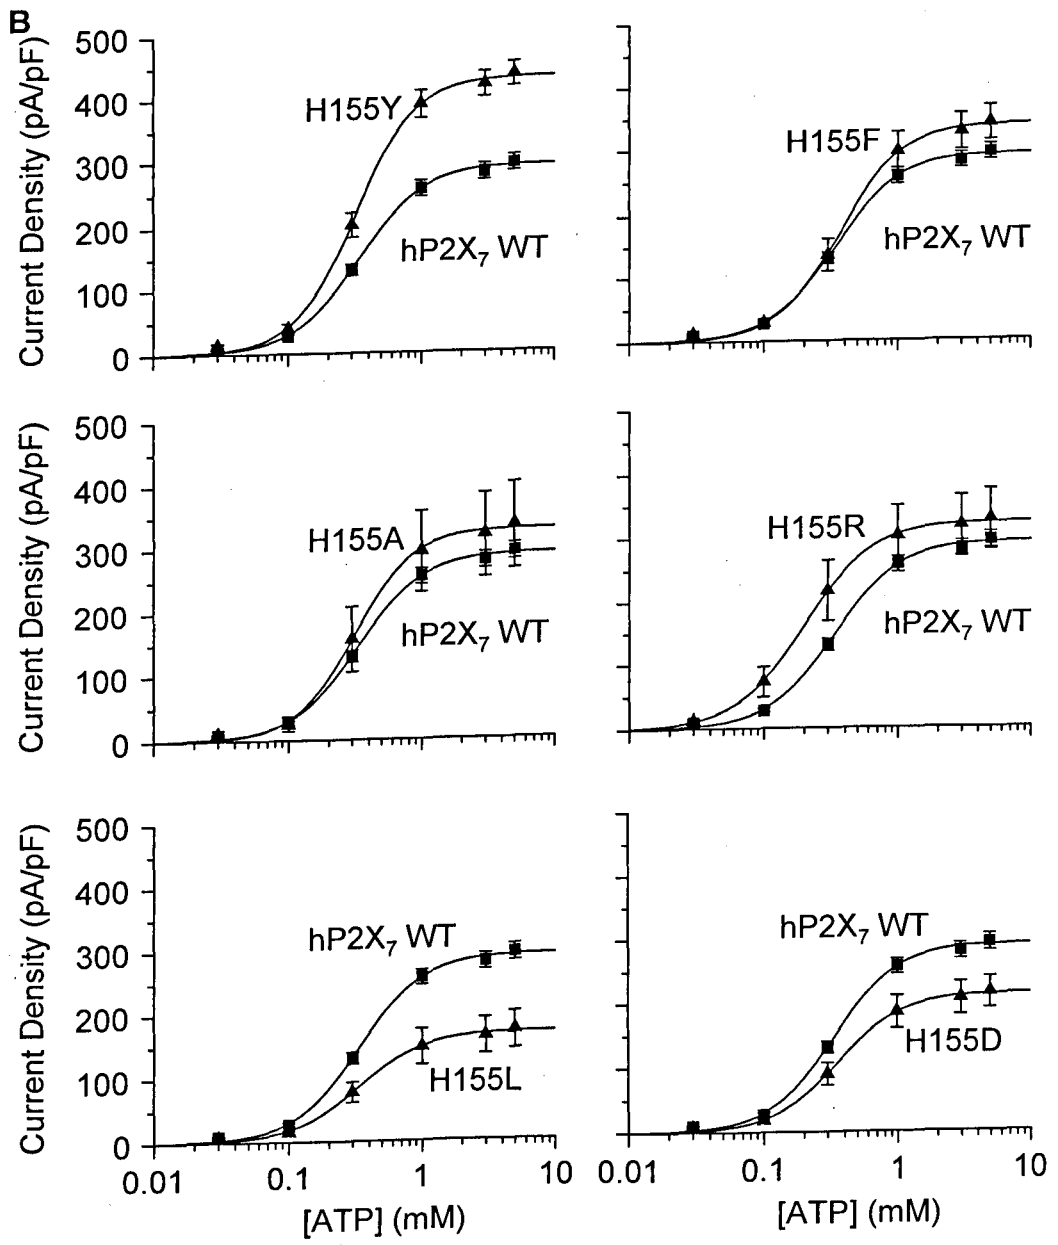 B
500
400
300
200
100
0
Current Density (pA/pF)
H155Y
hP2X7 WT
H155F
hP2X7 WT
500
400
300
200
100
0
Current Density (pA/pF)
H155A
hP2X7 WT
H155R
hP2X7 WT
500
400
300
200
100
0
Current Density (pA/pF)
hP2X7 WT
H155L
hP2X7 WT
H155D
0.01 0.1 1 10
[ATP] (mM)
0.01 0.1 1 10
[ATP] (mM)